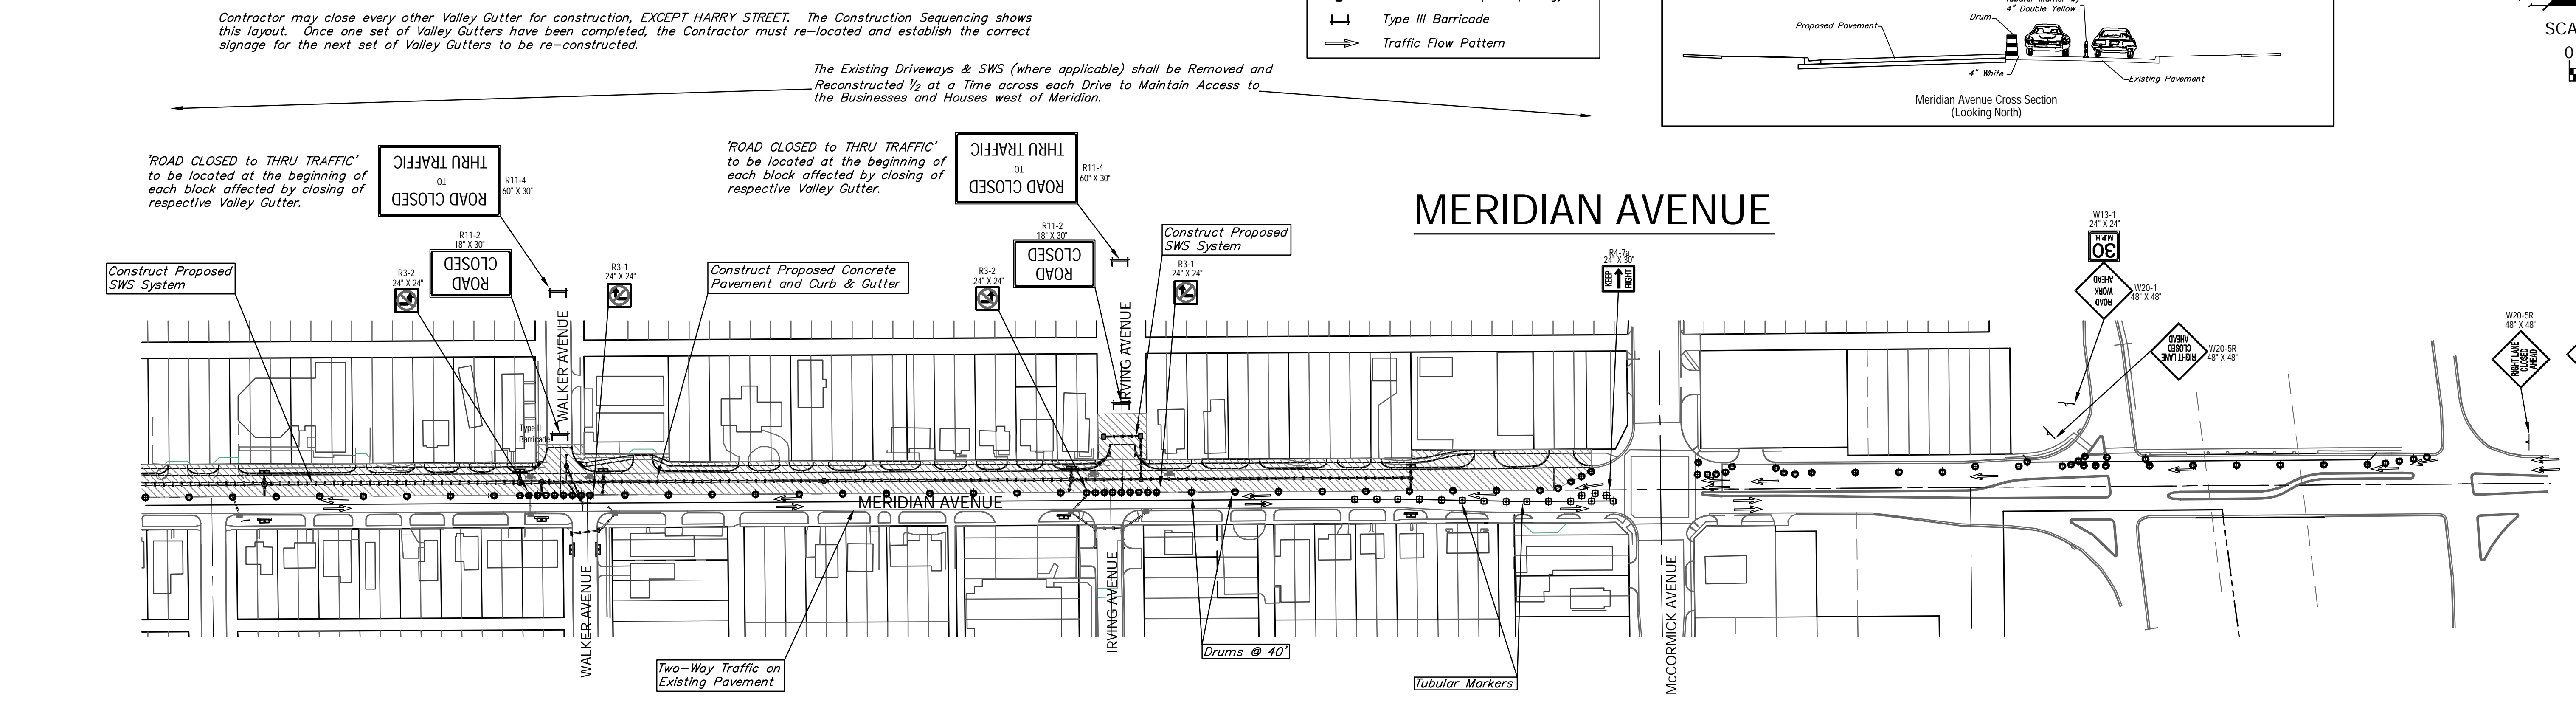 Contractor may close every other Valley Gutter for construction, EXCEPT HARRY STREET. The Construction Sequencing shows
this layout. Once one set of Valley Gutters have been completed, the Contractor must re-located and establish the correct
signage for the next set of Valley Gutters to be re-constructed.
Type III Barricade
Traffic Flow Pattern
4" Double Yellow
Drum
Proposed Pavement
4" White
Existing Pavement
Meridian Avenue Cross Section
(Looking North)
SCA
0
The Existing Driveways & SWS (where applicable) shall be Removed and
Reconstructed ½ at a Time across each Drive to Maintain Access to
the Businesses and Houses west of Meridian.
'ROAD CLOSED to THRU TRAFFIC'
to be located at the beginning of
each block affected by closing of
respective Valley Gutter.
ROAD CLOSED
TO
THRU TRAFFIC
R11-4
60" X 30"
'ROAD CLOSED to THRU TRAFFIC'
to be located at the beginning of
each block affected by closing of
respective Valley Gutter.
ROAD CLOSED
TO
THRU TRAFFIC
R11-4
60" X 30"
MERIDIAN AVENUE
R11-2
18" X 30"
ROAD
CLOSED
R11-2
18" X 30"
ROAD
CLOSED
Construct Proposed
SWS System
Construct Proposed
SWS System
R3-2
24" X 24"
R3-1
24" X 24"
Construct Proposed Concrete
Pavement and Curb & Gutter
R3-2
24" X 24"
R3-1
24" X 24"
R4-7a
24" X 30"
KEEP
RIGHT
W13-1
24" X 24"
30
M.P.H.
ROAD
WORK
AHEAD
W20-1
48" X 48"
RIGHT LANE
CLOSED
AHEAD
W20-5R
48" X 48"
W20-5R
48" X 48"
RIGHT LANE
CLOSED
AHEAD
WALKER AVENUE
IRVING AVENUE
Type II
Barricade
MERIDIAN AVENUE
WALKER AVENUE
IRVING AVENUE
McCORMICK AVENUE
Two-Way Traffic on
Existing Pavement
Drums @ 40'
Tubular Markers